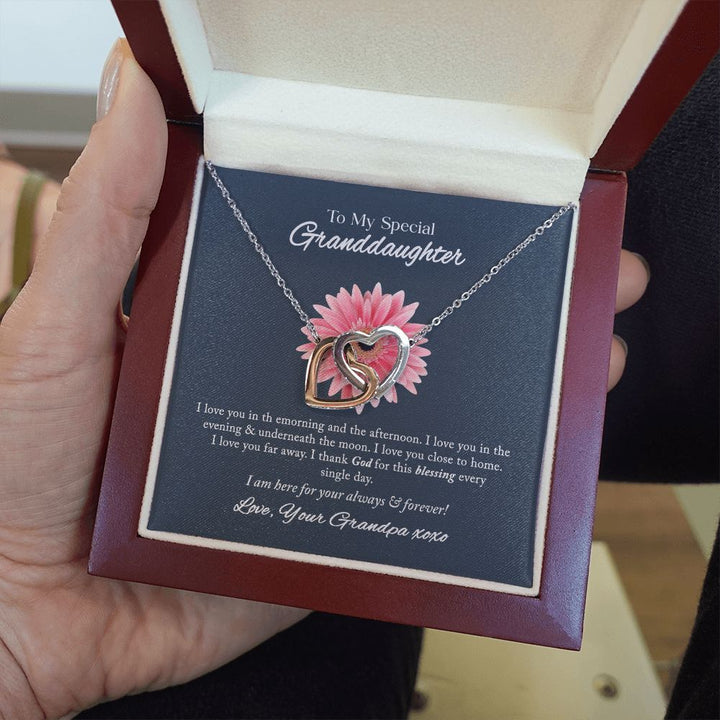 To My Special
Granddaughter
I love you in th emorning and the afternoon. I love you in the
evening & underneath the moon. I love you close to home.
I love you far away. I thank God for this blessing every
single day.
I am here for your always & forever!
Love, Your Grandpa xoxo